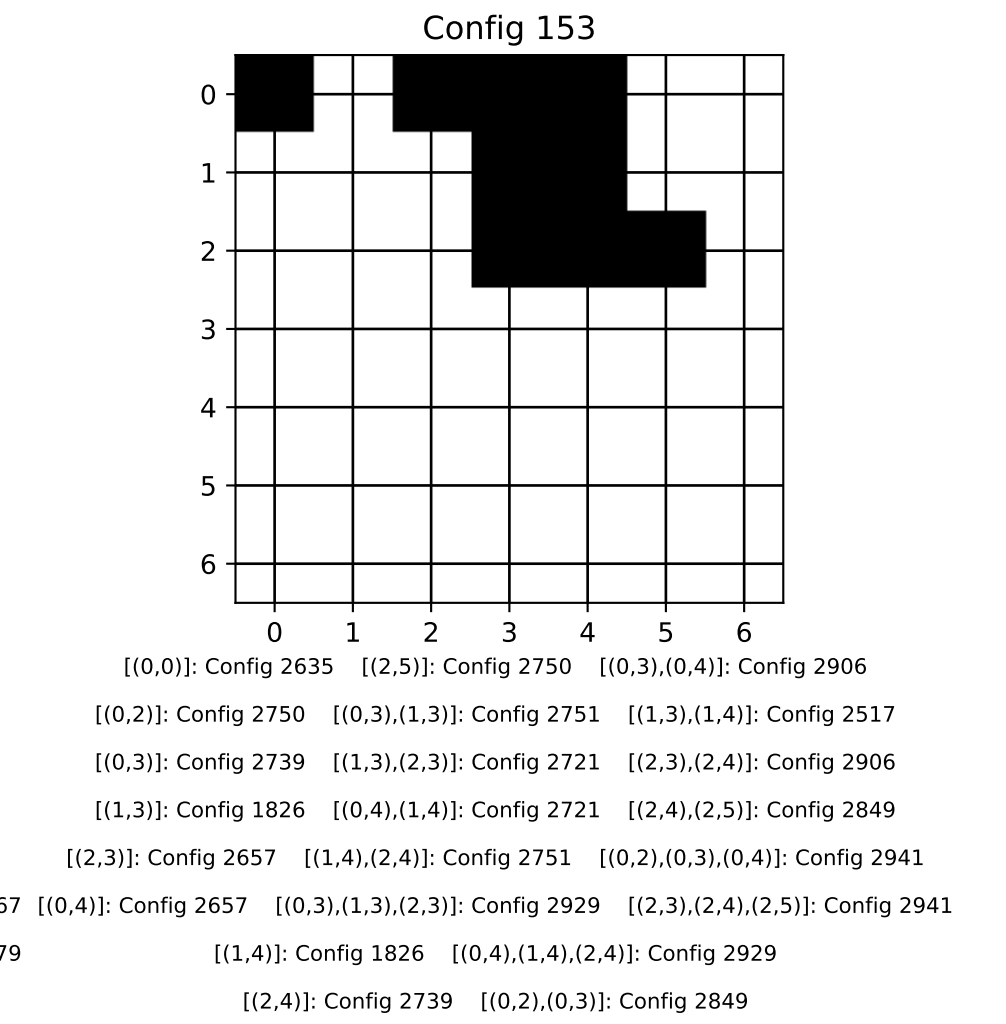 Config 153
0
1
2
3
4
5
6
0 1 2 3 4 5 6
[(0,0)]: Config 2635 [(2,5)]: Config 2750 [(0,3),(0,4)]: Config 2906
[(0,2)]: Config 2750 [(0,3),(1,3)]: Config 2751 [(1,3),(1,4)]: Config 2517
[(0,3)]: Config 2739 [(1,3),(2,3)]: Config 2721 [(2,3),(2,4)]: Config 2906
[(1,3)]: Config 1826 [(0,4),(1,4)]: Config 2721 [(2,4),(2,5)]: Config 2849
[(2,3)]: Config 2657 [(1,4),(2,4)]: Config 2751 [(0,2),(0,3),(0,4)]: Config 2941
67 [(0,4)]: Config 2657 [(0,3),(1,3),(2,3)]: Config 2929 [(2,3),(2,4),(2,5)]: Config 2941
79 [(1,4)]: Config 1826 [(0,4),(1,4),(2,4)]: Config 2929
[(2,4)]: Config 2739 [(0,2),(0,3)]: Config 2849